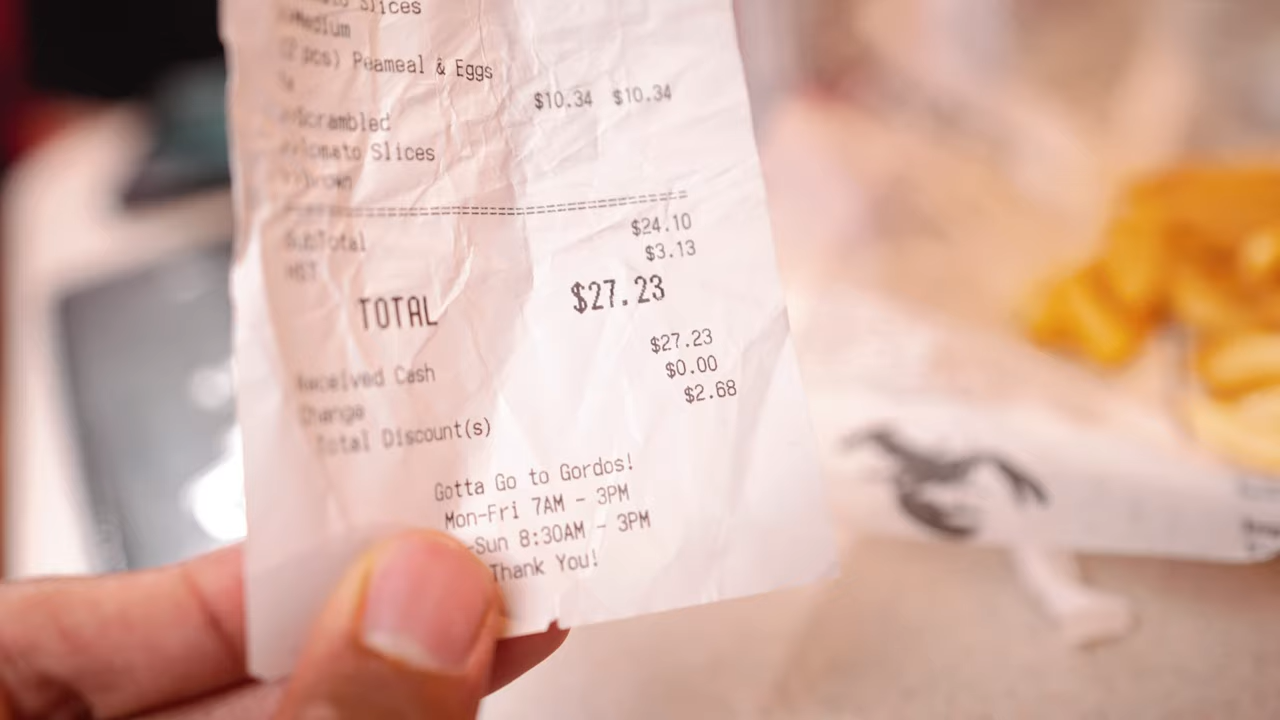 Slices
Medium
pcs) Peameal & Eggs
$10.34 $10.34
Scrambled
Tomato Slices
SubTotal $24.10
HST $3.13
TOTAL $27.23
Received Cash $27.23
Change $0.00
Total Discount(s) $2.68
Gotta Go to Gordos!
Mon-Fri 7AM - 3PM
-Sun 8:30AM - 3PM
Thank You!